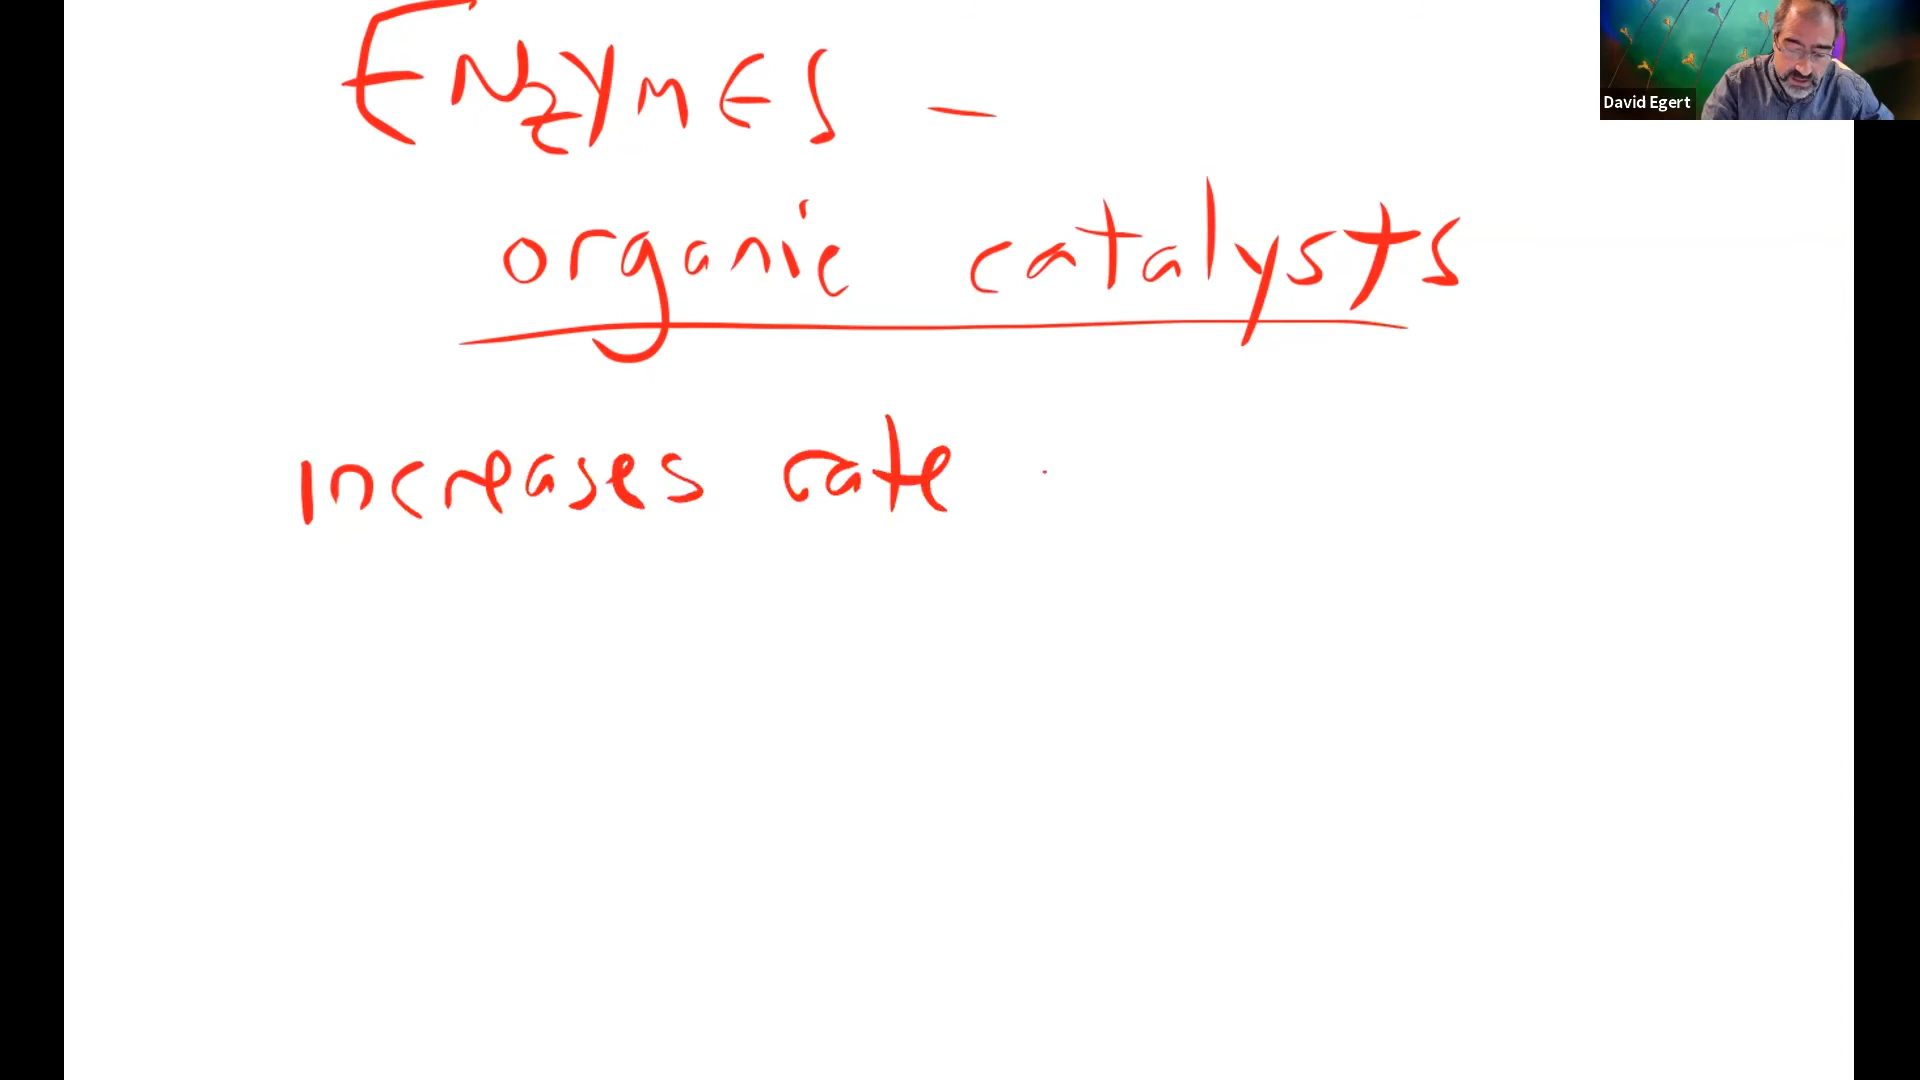 ENZYMES -
David Egert
organic catalysts
increases rate